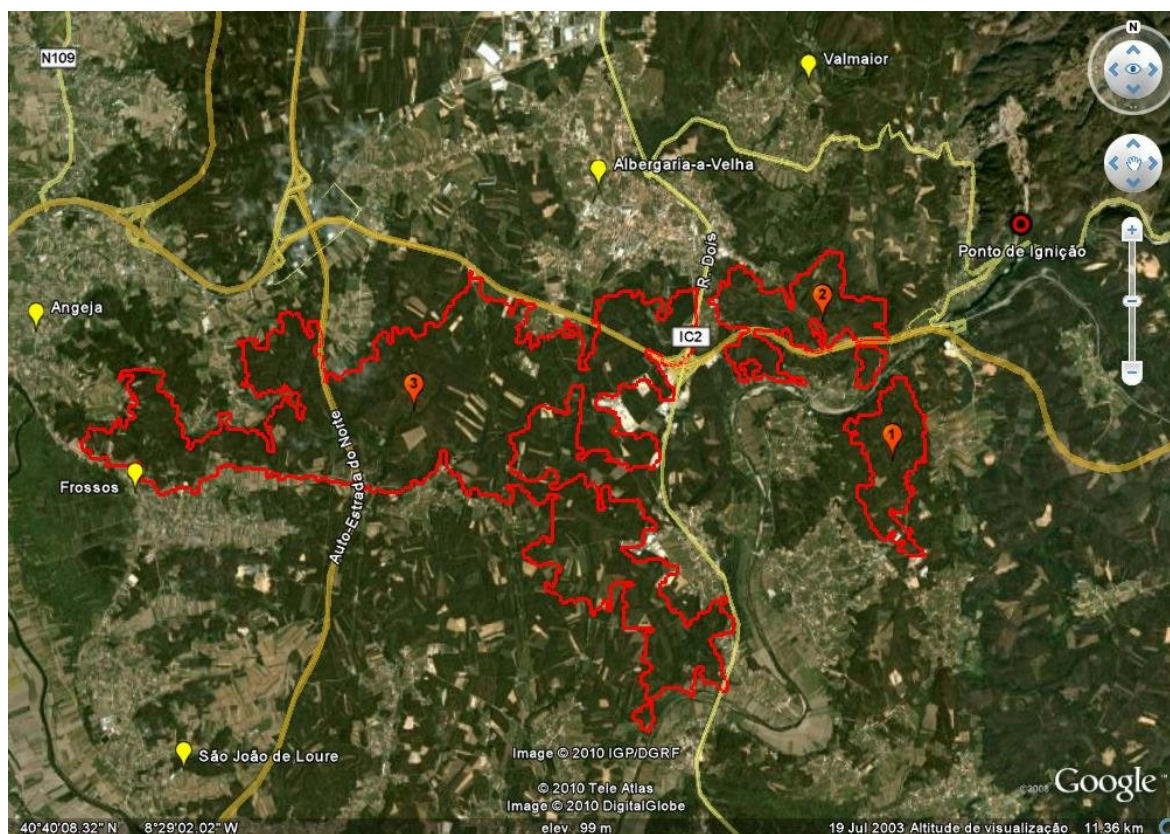 N
N109
Valmaior
Albergaria-a-Velha
R. Dois
Ponto de Ignição
2
Angeja
IC2
3
1
Auto-Estrada do Norte
Frossos
São João de Loure
Image © 2010 IGP/DGRF
© 2010 Tele Atlas
Image © 2010 DigitalGlobe
©2008 Google™
40°40'08.32" N 8°29'02.02" W elev 99 m 19 Jul 2003 Altitude de visualização 11.36 km